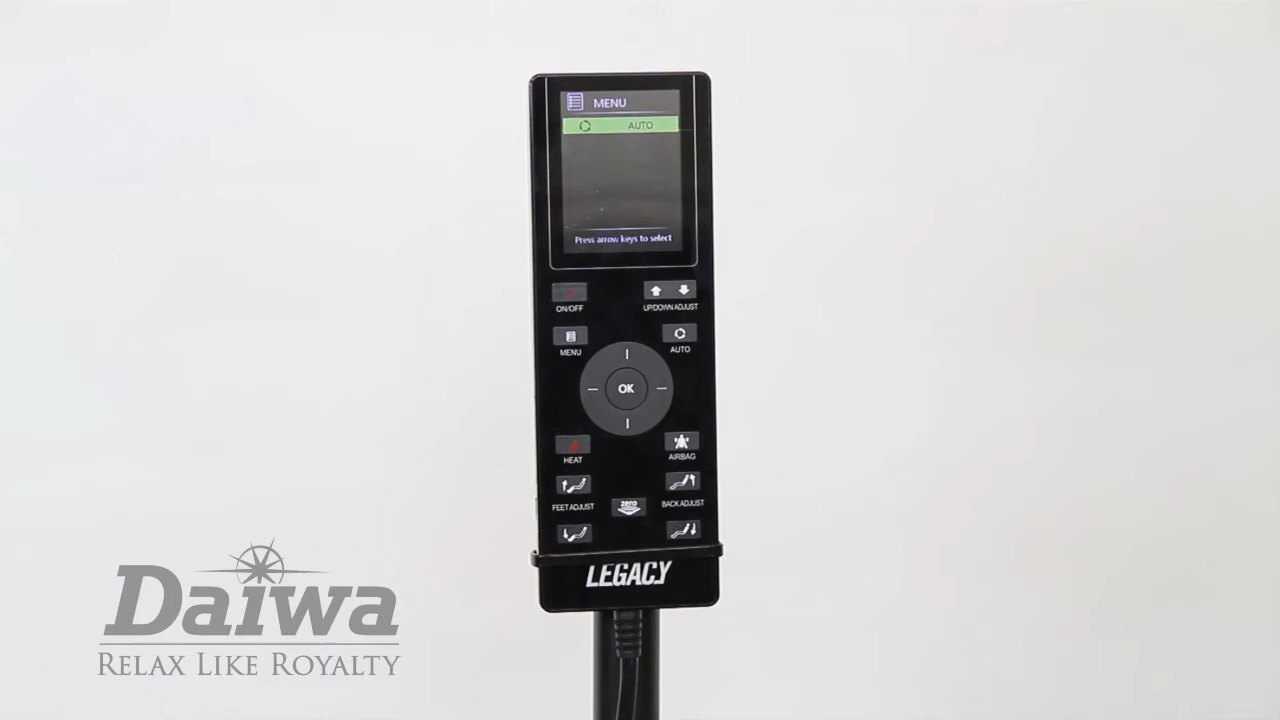 MENU
AUTO
Press arrow keys to select
ON/OFF
UP/DOWN ADJUST
MENU
AUTO
OK
HEAT
AIRBAG
FEET ADJUST
zero
BACK ADJUST
LEGACY
Daiwa
RELAX LIKE ROYALTY